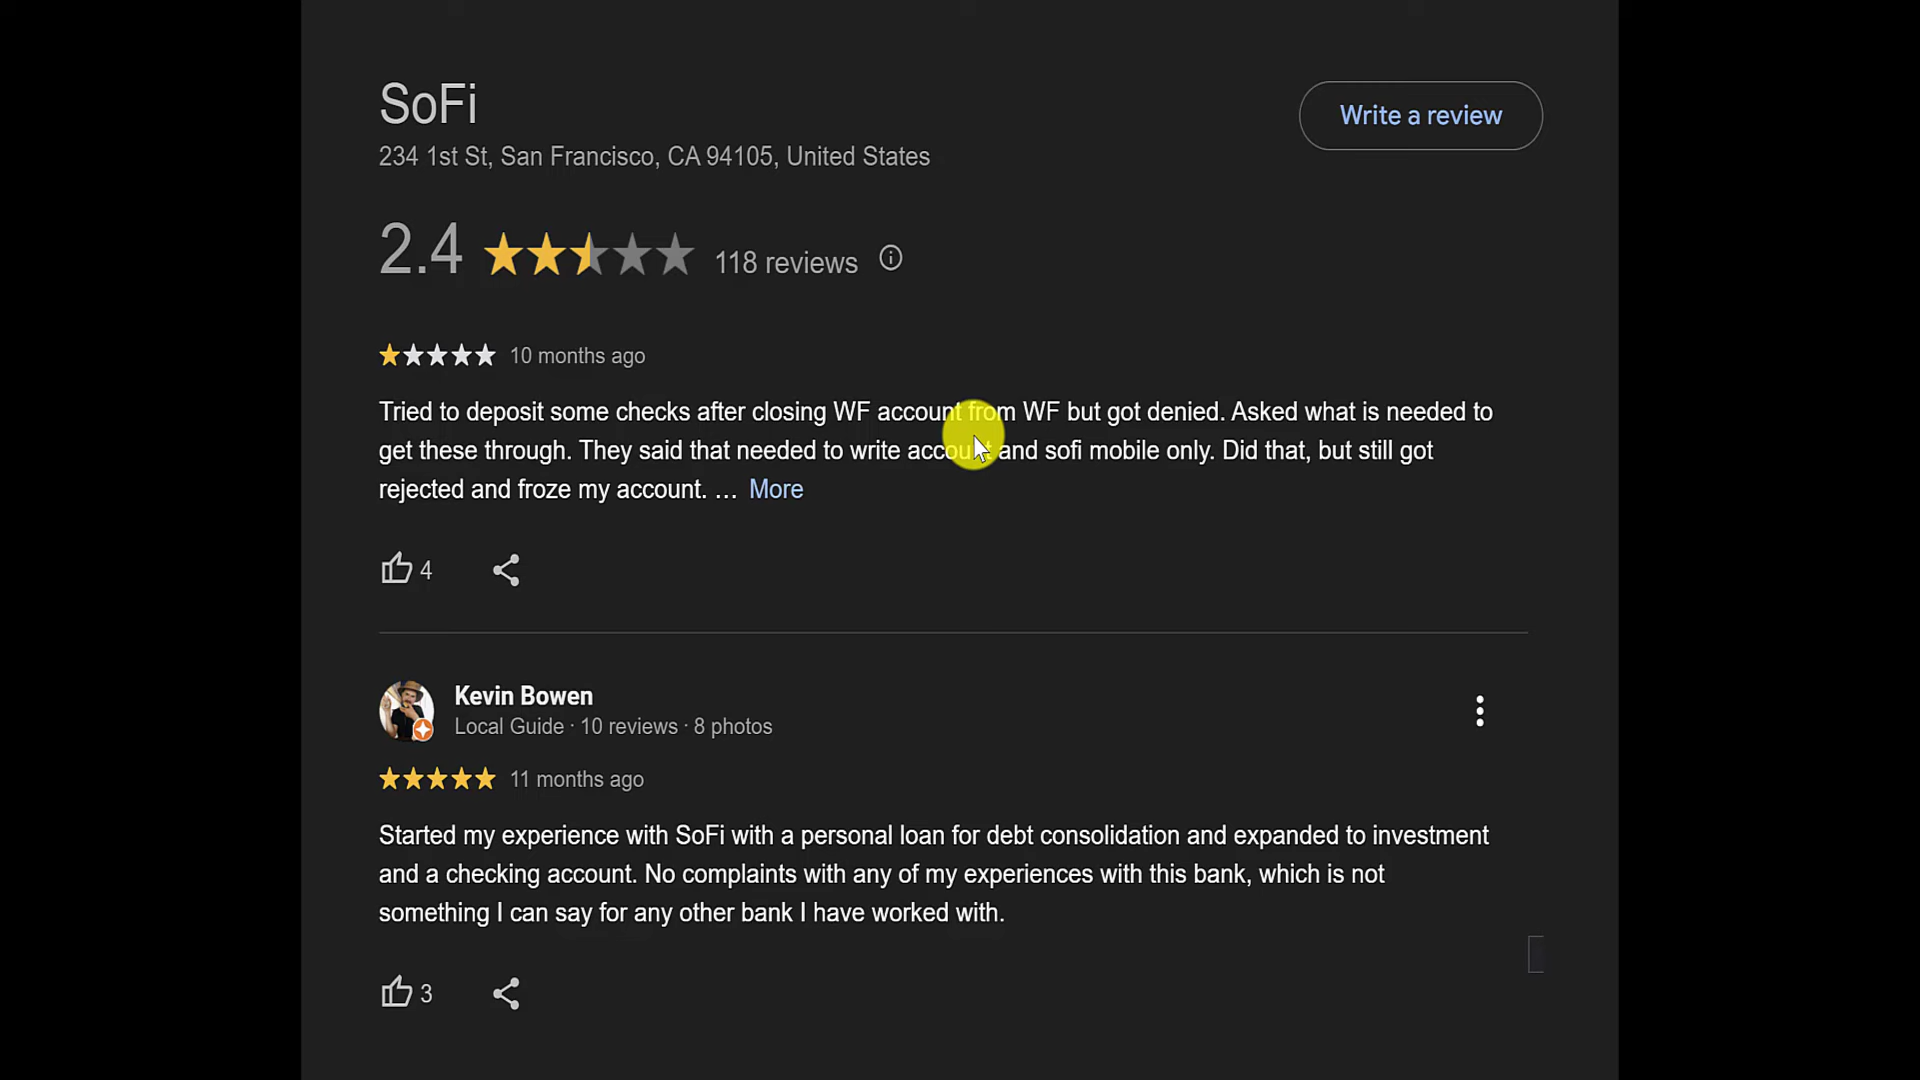 SoFi
Write a review
234 1st St, San Francisco, CA 94105, United States
2.4 118 reviews
10 months ago
Tried to deposit some checks after closing WF account from WF but got denied. Asked what is needed to
get these through. They said that needed to write account and sofi mobile only. Did that, but still got
rejected and froze my account. … More
4
Kevin Bowen
Local Guide · 10 reviews · 8 photos
11 months ago
Started my experience with SoFi with a personal loan for debt consolidation and expanded to investment
and a checking account. No complaints with any of my experiences with this bank, which is not
something I can say for any other bank I have worked with.
3